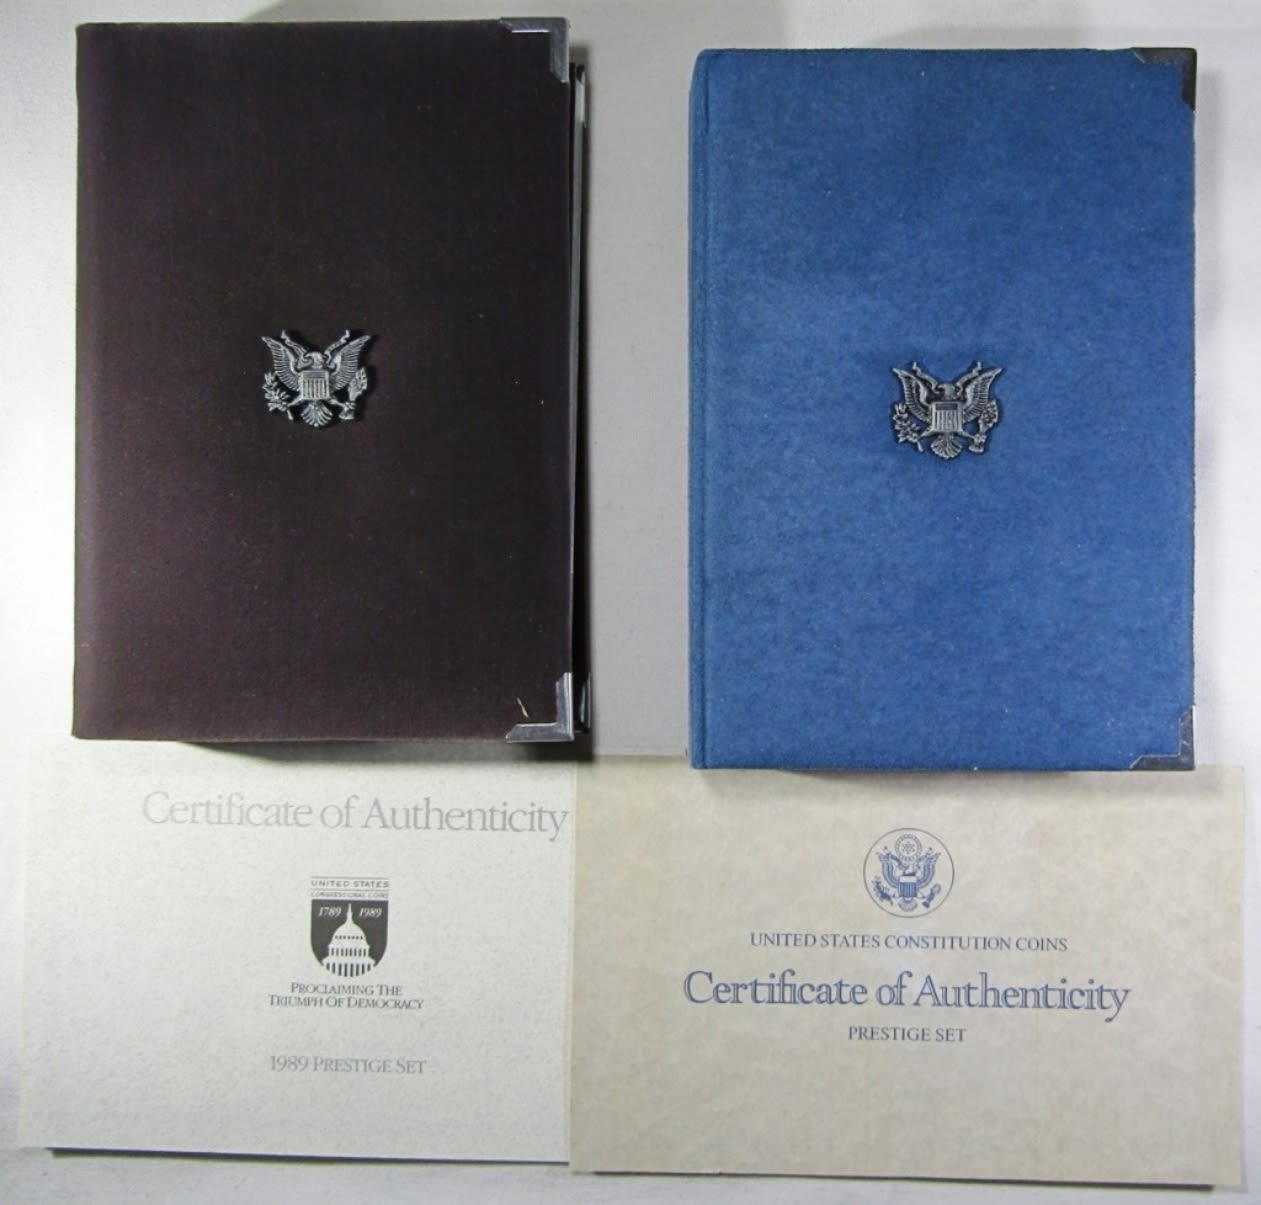 Certificate of Authenticity
UNITED STATES
CONGRESSIONAL COINS
1789 1989
PROCLAIMING THE
TRIUMPH OF DEMOCRACY
1989 PRESTIGE SET
UNITED STATES CONSTITUTION COINS
Certificate of Authenticity
PRESTIGE SET